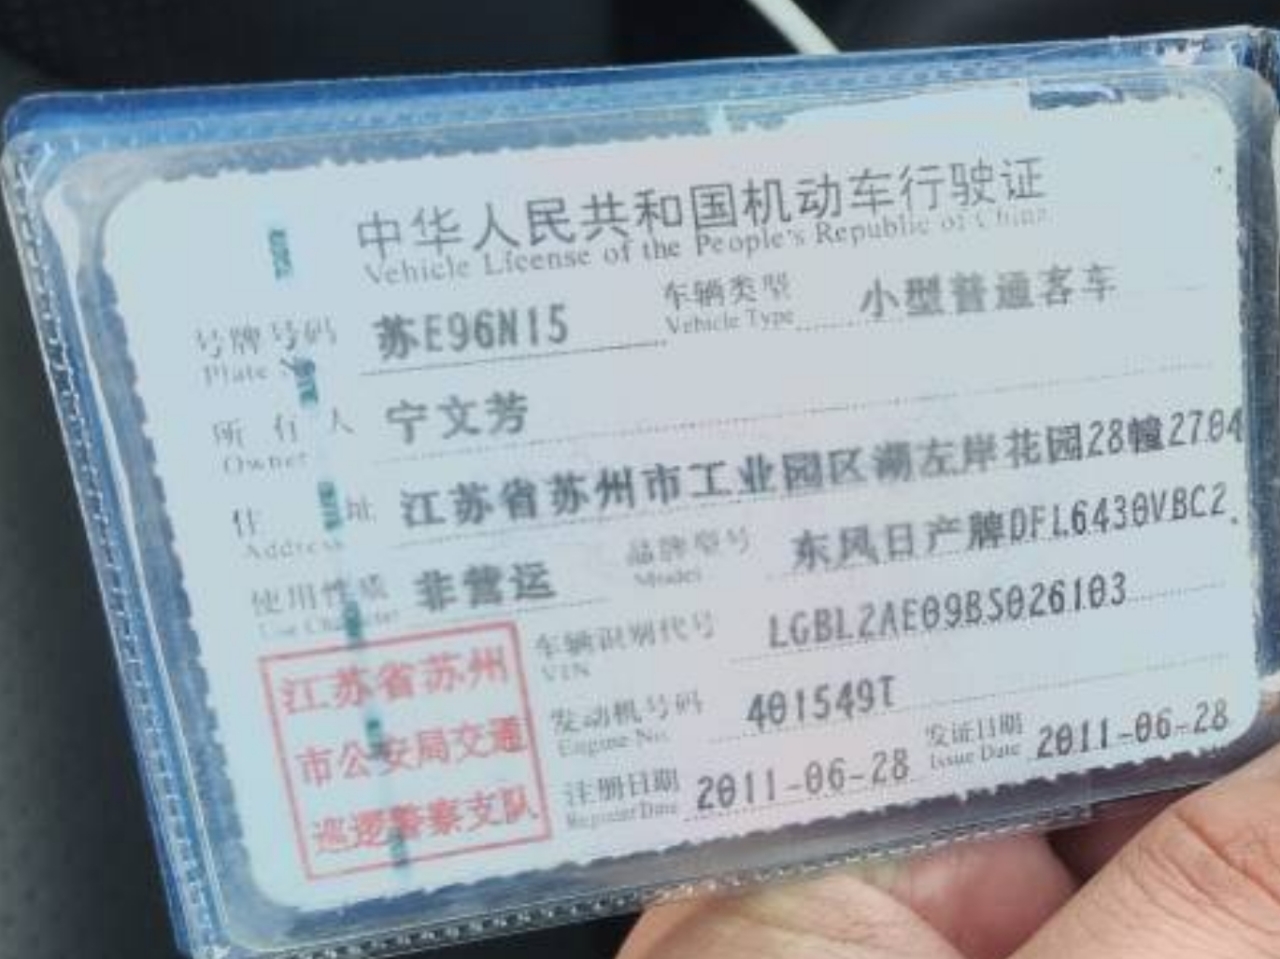 中华人民共和国机动车行驶证
Vehicle License of the People's Republic of China
号牌号码 苏E96N15 车辆类型 小型普通客车
Plate Vehicle Type
所有人 宁文芳
Owner
住址 江苏省苏州市工业园区湖左岸花园28幢2704
Address
使用性质 非营运 品牌型号 东风日产牌DFL6430VBC2
Use Character Model
车辆识别代号 LGBL2AE09BS026103
VIN
发动机号码 401549T
Engine No.
注册日期 2011-06-28 发证日期 2011-06-28
Register Date Issue Date
江苏省苏州
市公安局交通
巡逻警察支队